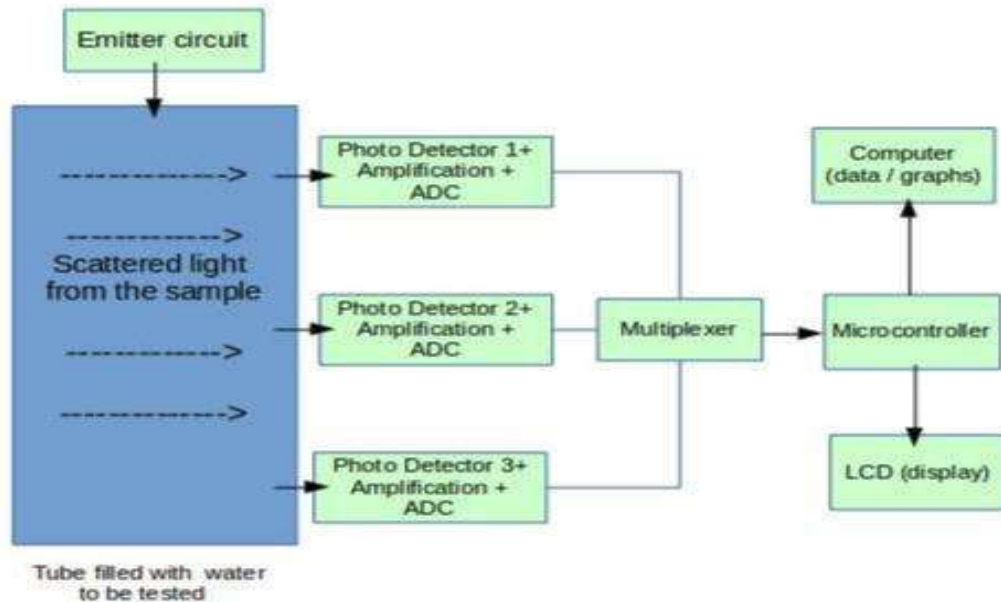 Emitter circuit
------------->
------------->
Scattered light
from the sample
------------->
------------->
Tube filled with water
to be tested
Photo Detector 1+
Amplification +
ADC
Photo Detector 2+
Amplification +
ADC
Photo Detector 3+
Amplification +
ADC
Multiplexer
Computer
(data / graphs)
Microcontroller
LCD (display)